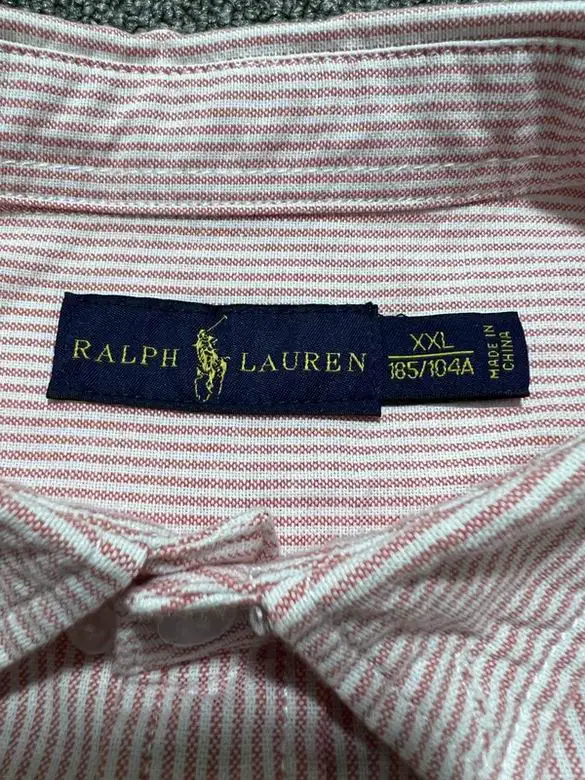 RALPH LAUREN
XXL
185/104A
MADE IN
CHINA